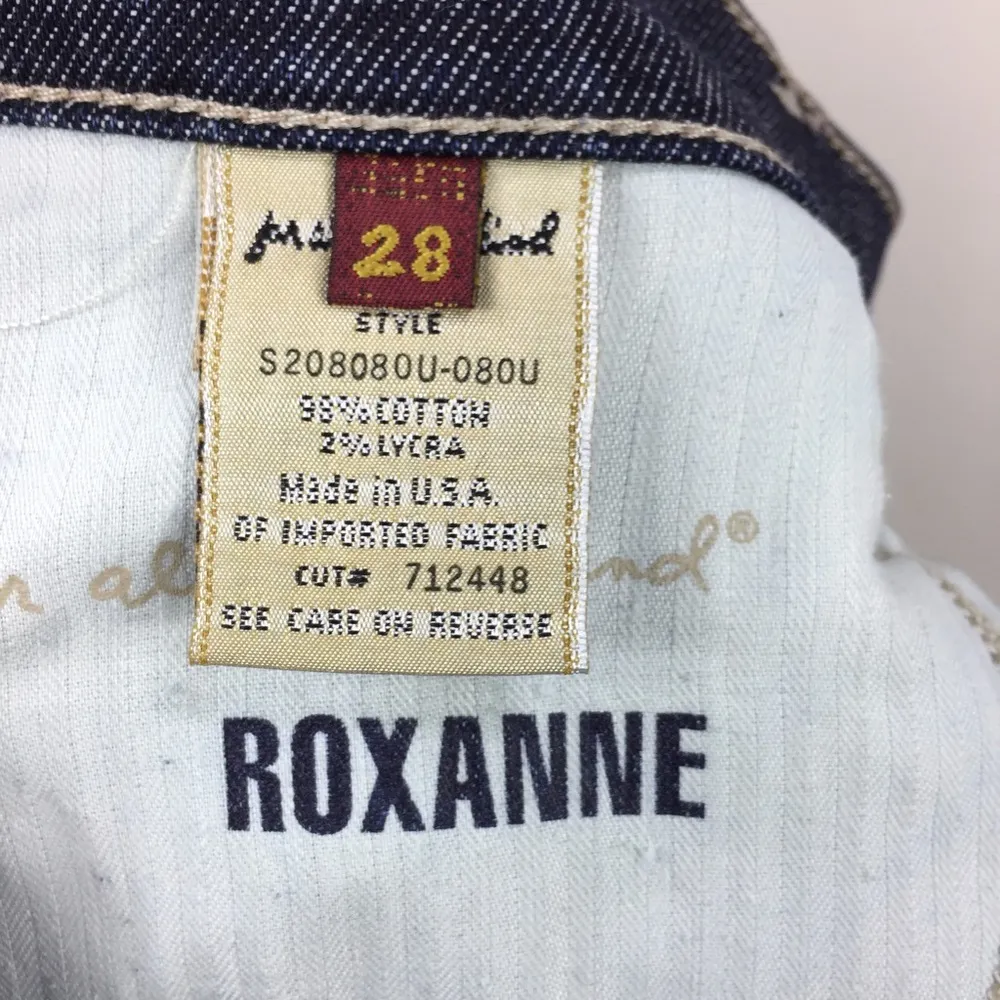 28
STYLE
S208080U-080U
98% COTTON
2% LYCRA
Made in U.S.A.
OF IMPORTED FABRIC
CUT# 712448
SEE CARE ON REVERSE
ROXANNE